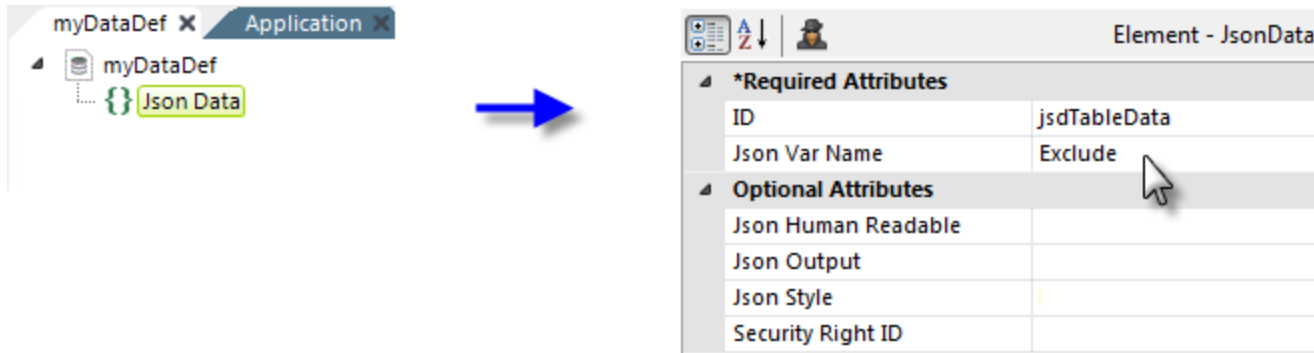 myDataDef Application
myDataDef
{} Json Data
A Z Element - JsonData
*Required Attributes
ID jsdTableData
Json Var Name Exclude
Optional Attributes
Json Human Readable
Json Output
Json Style
Security Right ID